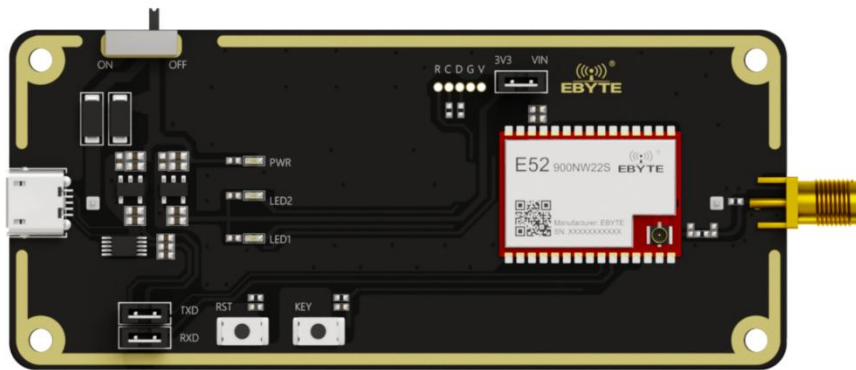 ON OFF
R C D G V
3V3 VIN
((·)) ®
EBYTE
PWR
LED2
LED1
E52 900NW22S
EBYTE
Manufacturer: EBYTE
SN: XXXXXXXXXXX
TXD
RXD
RST
KEY